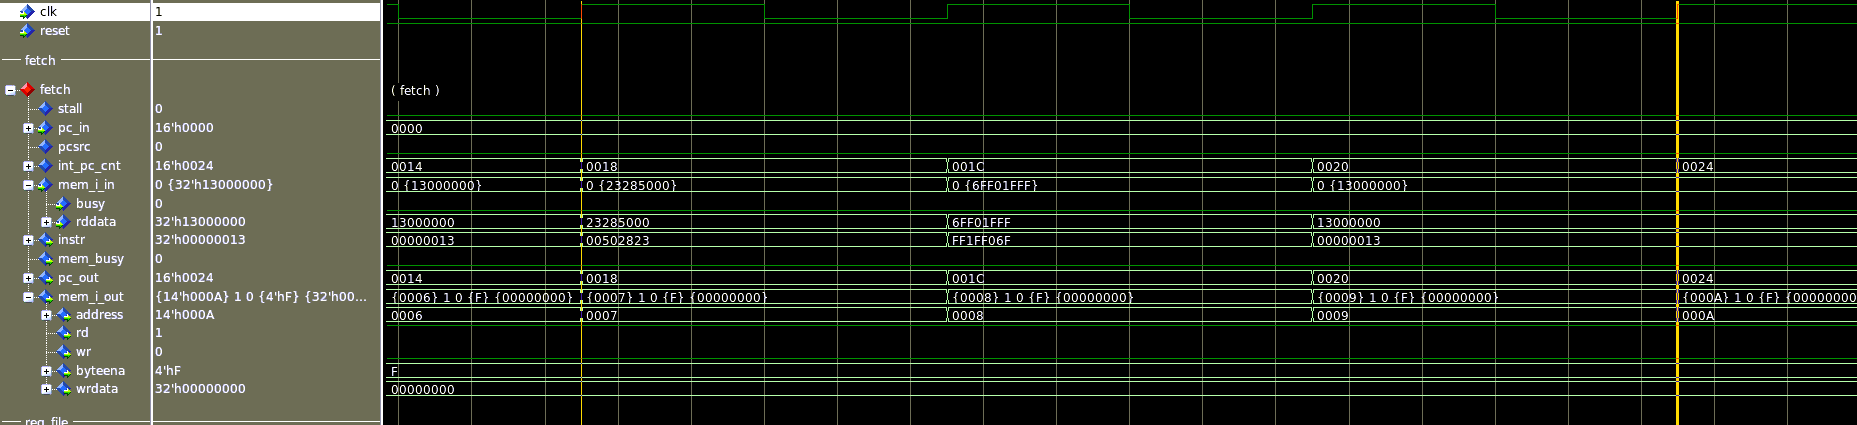 clk 1
reset 1
fetch
fetch ( fetch )
stall 0
pc_in 16'h0000 0000
pcsrc 0
int_pc_cnt 16'h0024 0014 0018 001C 0020 0024
mem_i_in 0 {32'h13000000} 0 {13000000} 0 {23285000} 0 {6FF01FFF} 0 {13000000}
busy 0
rddata 32'h13000000 13000000 23285000 6FF01FFF 13000000
instr 32'h00000013 00000013 00502823 FF1FF06F 00000013
mem_busy 0
pc_out 16'h0024 0014 0018 001C 0020 0024
mem_i_out {14'h000A} 1 0 {4'hF} {32'h00... {0006} 1 0 {F} {00000000} {0007} 1 0 {F} {00000000} {0008} 1 0 {F} {00000000} {0009} 1 0 {F} {00000000} {000A} 1 0 {F} {00000000
address 14'h000A 0006 0007 0008 0009 000A
rd 1
wr 0
byteena 4'hF F
wrdata 32'h00000000 00000000
reg_file